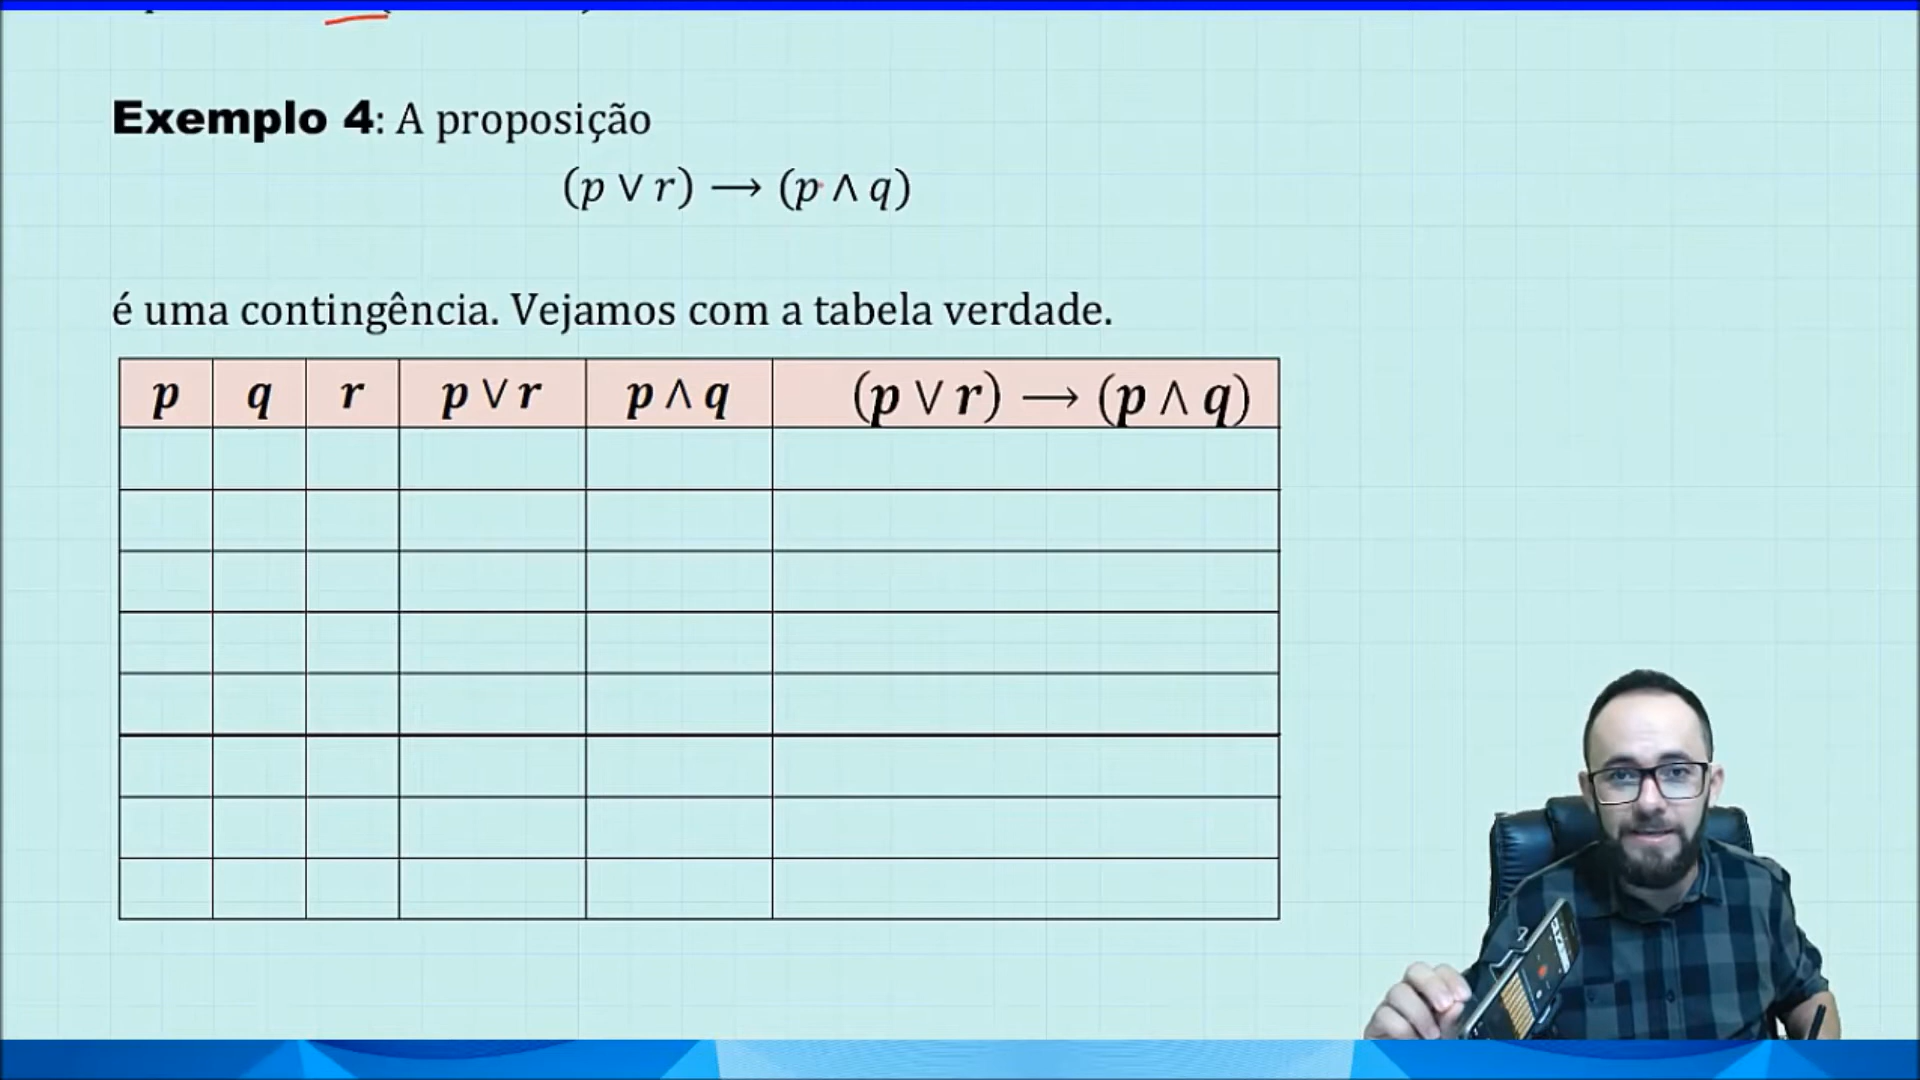 Exemplo 4: A proposição
(p ∨ r) ⟶ (p ∧ q)
é uma contingência. Vejamos com a tabela verdade.
p q r p ∨ r p ∧ q (p ∨ r) ⟶ (p ∧ q)